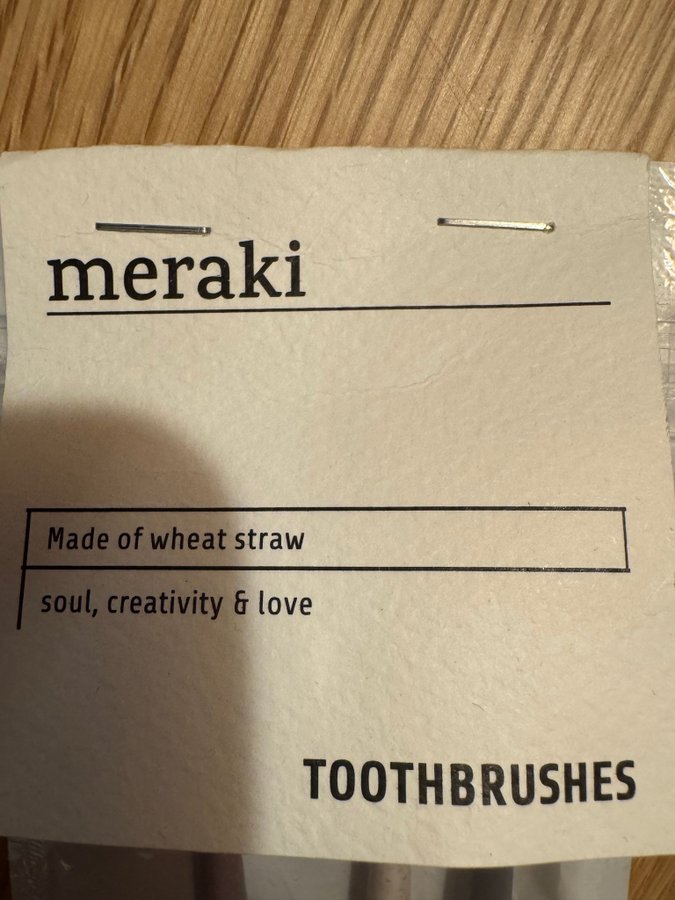 meraki
Made of wheat straw
soul, creativity & love
TOOTHBRUSHES